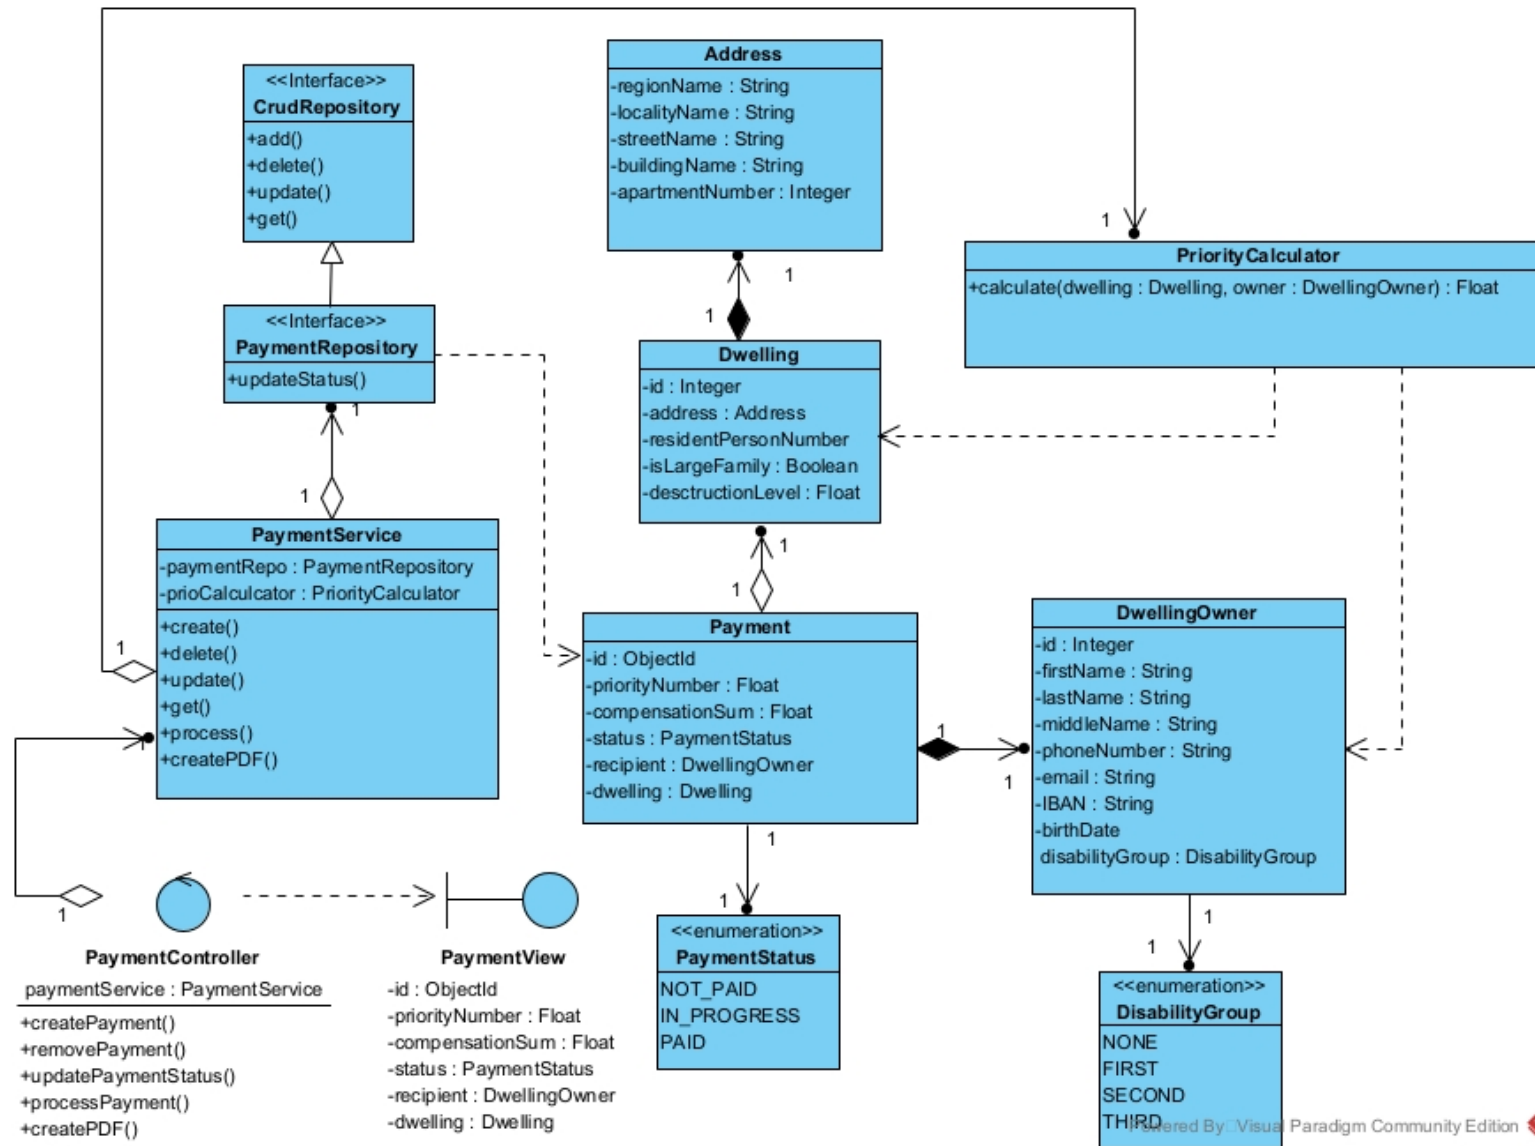 <<Interface>>
CrudRepository
+add()
+delete()
+update()
+get()
Address
-regionName : String
-localityName : String
-streetName : String
-buildingName : String
-apartmentNumber : Integer
1
1
1
PriorityCalculator
+calculate(dwelling : Dwelling, owner : DwellingOwner) : Float
<<Interface>>
PaymentRepository
+updateStatus()
1
1
Dwelling
-id : Integer
-address : Address
-residentPersonNumber
-isLargeFamily : Boolean
-desctructionLevel : Float
1
1
PaymentService
-paymentRepo : PaymentRepository
-prioCalculcator : PriorityCalculator
+create()
+delete()
+update()
+get()
+process()
+createPDF()
1
1
Payment
-id : ObjectId
-priorityNumber : Float
-compensationSum : Float
-status : PaymentStatus
-recipient : DwellingOwner
-dwelling : Dwelling
1
1
DwellingOwner
-id : Integer
-firstName : String
-lastName : String
-middleName : String
-phoneNumber : String
-email : String
-IBAN : String
-birthDate
disabilityGroup : DisabilityGroup
1
1
1
1
PaymentController
paymentService : PaymentService
+createPayment()
+removePayment()
+updatePaymentStatus()
+processPayment()
+createPDF()
PaymentView
-id : ObjectId
-priorityNumber : Float
-compensationSum : Float
-status : PaymentStatus
-recipient : DwellingOwner
-dwelling : Dwelling
<<enumeration>>
PaymentStatus
NOT_PAID
IN_PROGRESS
PAID
<<enumeration>>
DisabilityGroup
NONE
FIRST
SECOND
THIRD
Powered By Visual Paradigm Community Edition